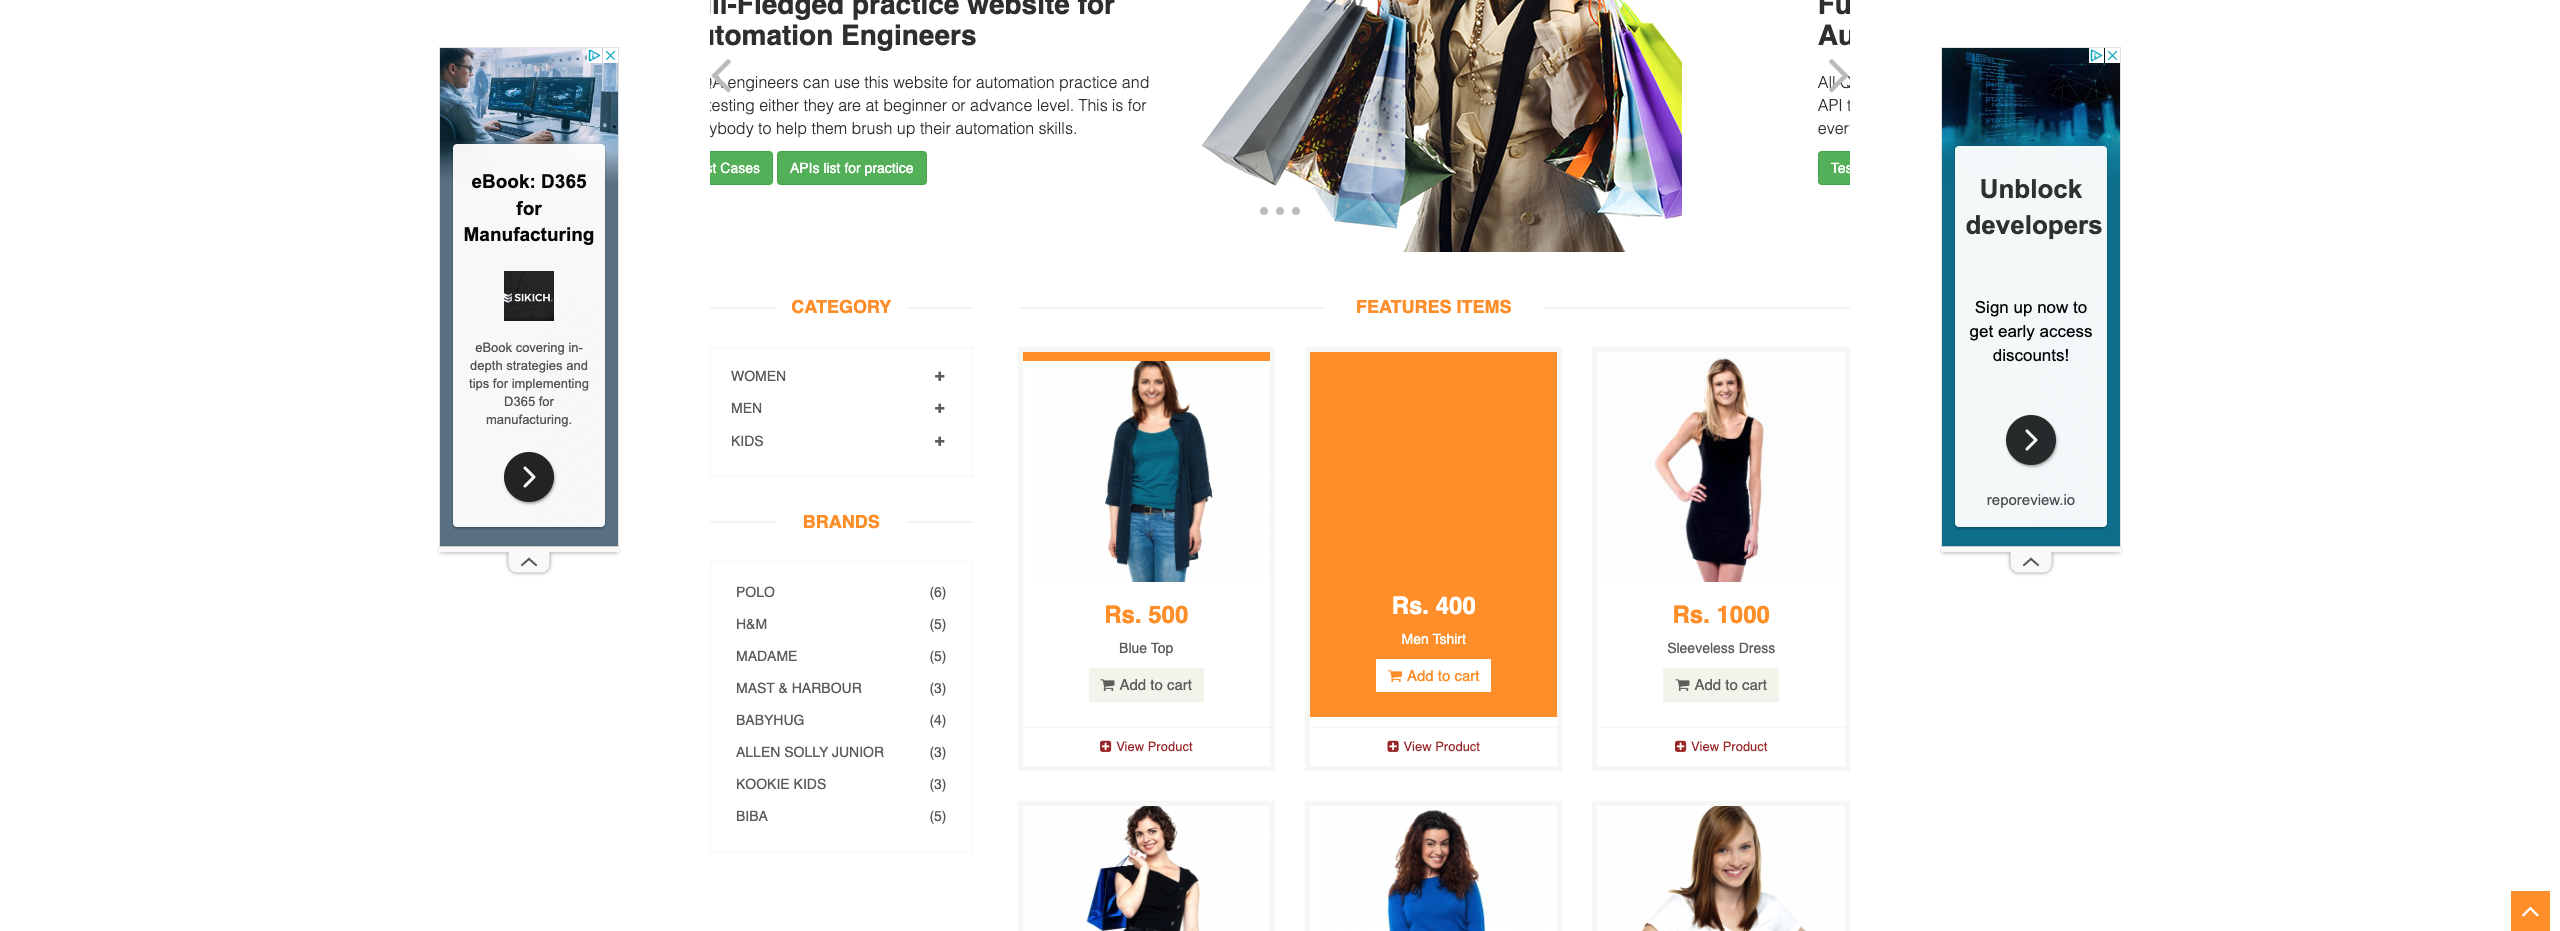 ll-Fledged practice website for
utomation Engineers
engineers can use this website for automation practice and
testing either they are at beginner or advance level. This is for
ybody to help them brush up their automation skills.
st Cases
APIs list for practice
Fu
Au
All Q
API t
ever
Tes
eBook: D365
for
Manufacturing
SIKICH.
eBook covering in-
depth strategies and
tips for implementing
D365 for
manufacturing.
CATEGORY
WOMEN
MEN
KIDS
BRANDS
POLO (6)
H&M (5)
MADAME (5)
MAST & HARBOUR (3)
BABYHUG (4)
ALLEN SOLLY JUNIOR (3)
KOOKIE KIDS (3)
BIBA (5)
FEATURES ITEMS
Rs. 500
Blue Top
Add to cart
View Product
Rs. 400
Men Tshirt
Add to cart
View Product
Rs. 1000
Sleeveless Dress
Add to cart
View Product
Unblock
developers
Sign up now to
get early access
discounts!
reporeview.io